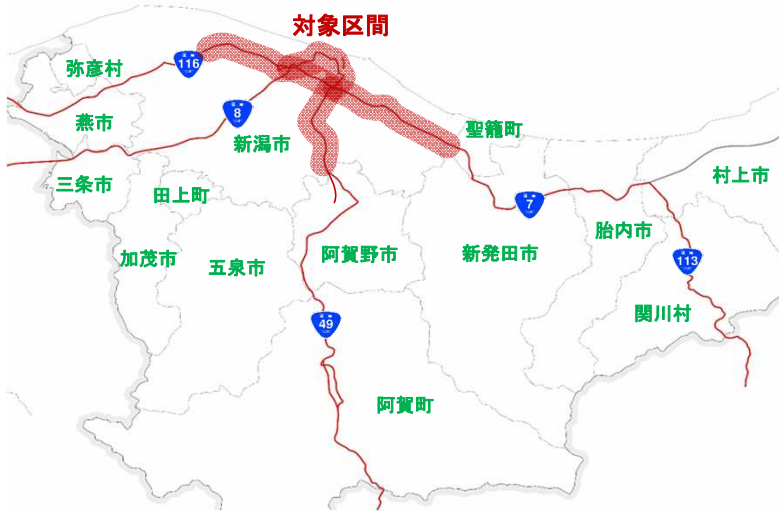 対象区間
弥彦村
116
燕市
8
新潟市
聖籠町
三条市
田上町
村上市
7
加茂市
五泉市
阿賀野市
新発田市
胎内市
113
関川村
49
阿賀町